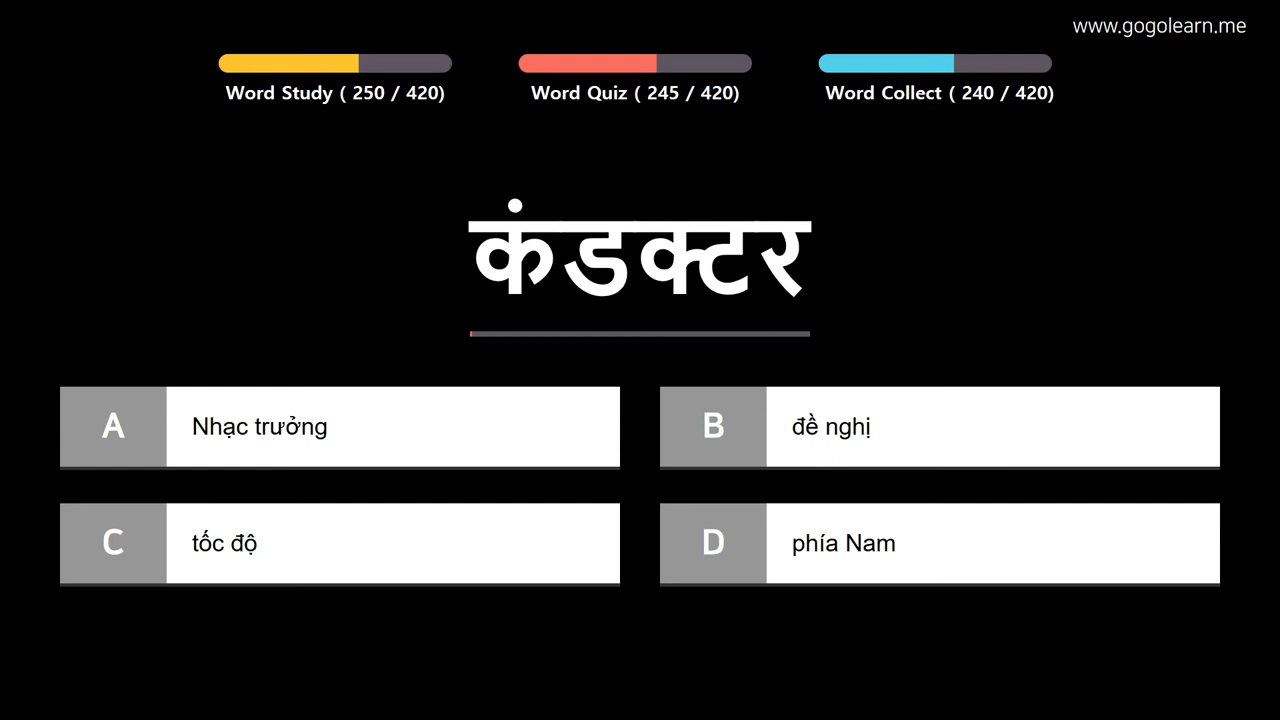 www.gogolearn.me
Word Study ( 250 / 420)
Word Quiz ( 245 / 420)
Word Collect ( 240 / 420)
कंडक्टर
A Nhạc trưởng
B đề nghị
C tốc độ
D phía Nam